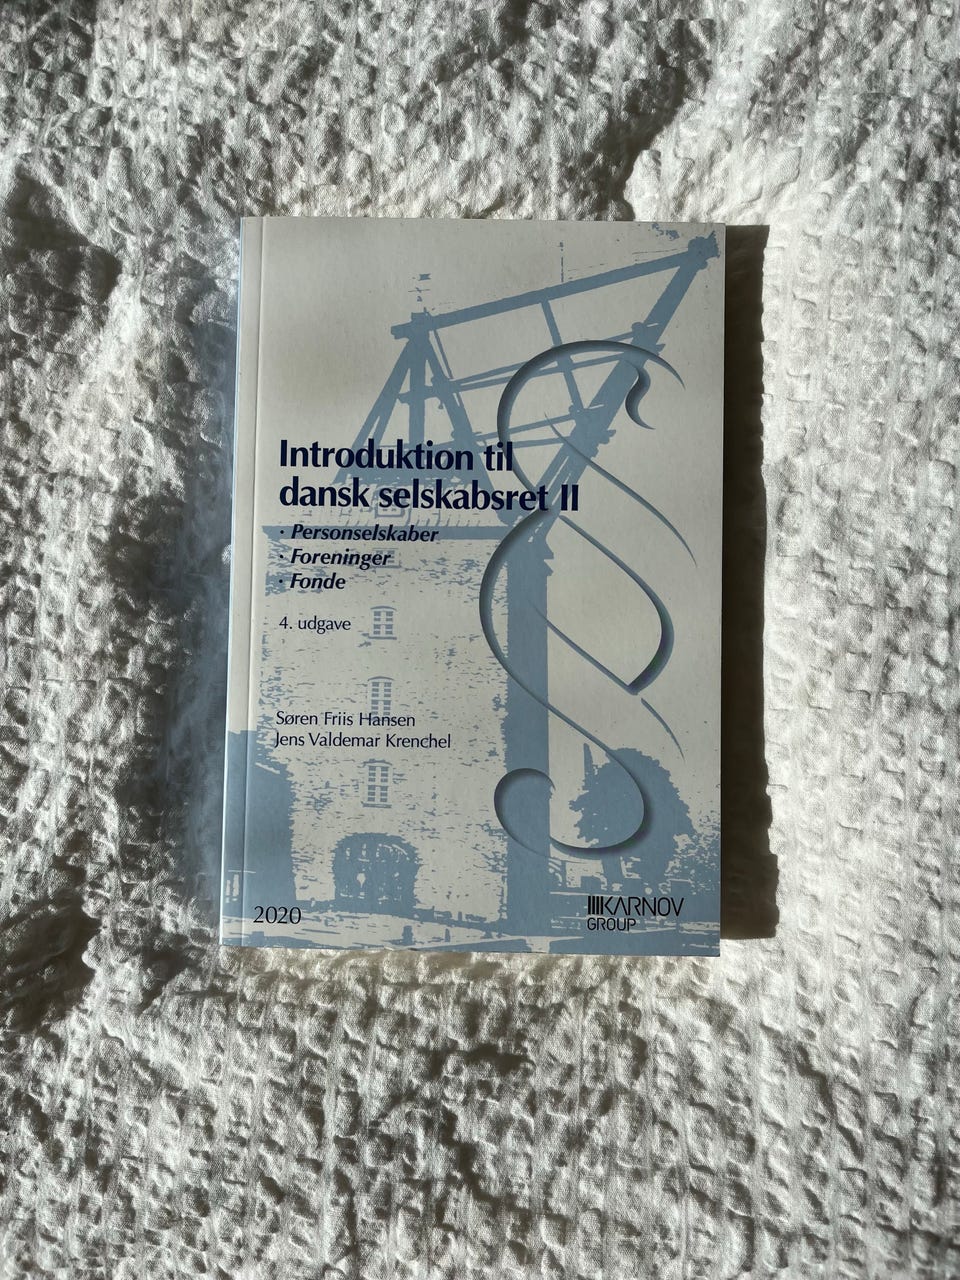 Introduktion til
dansk selskabsret II
· Personselskaber
· Foreninger
· Fonde
4. udgave
Søren Friis Hansen
Jens Valdemar Krenchel
2020
KARNOV
GROUP